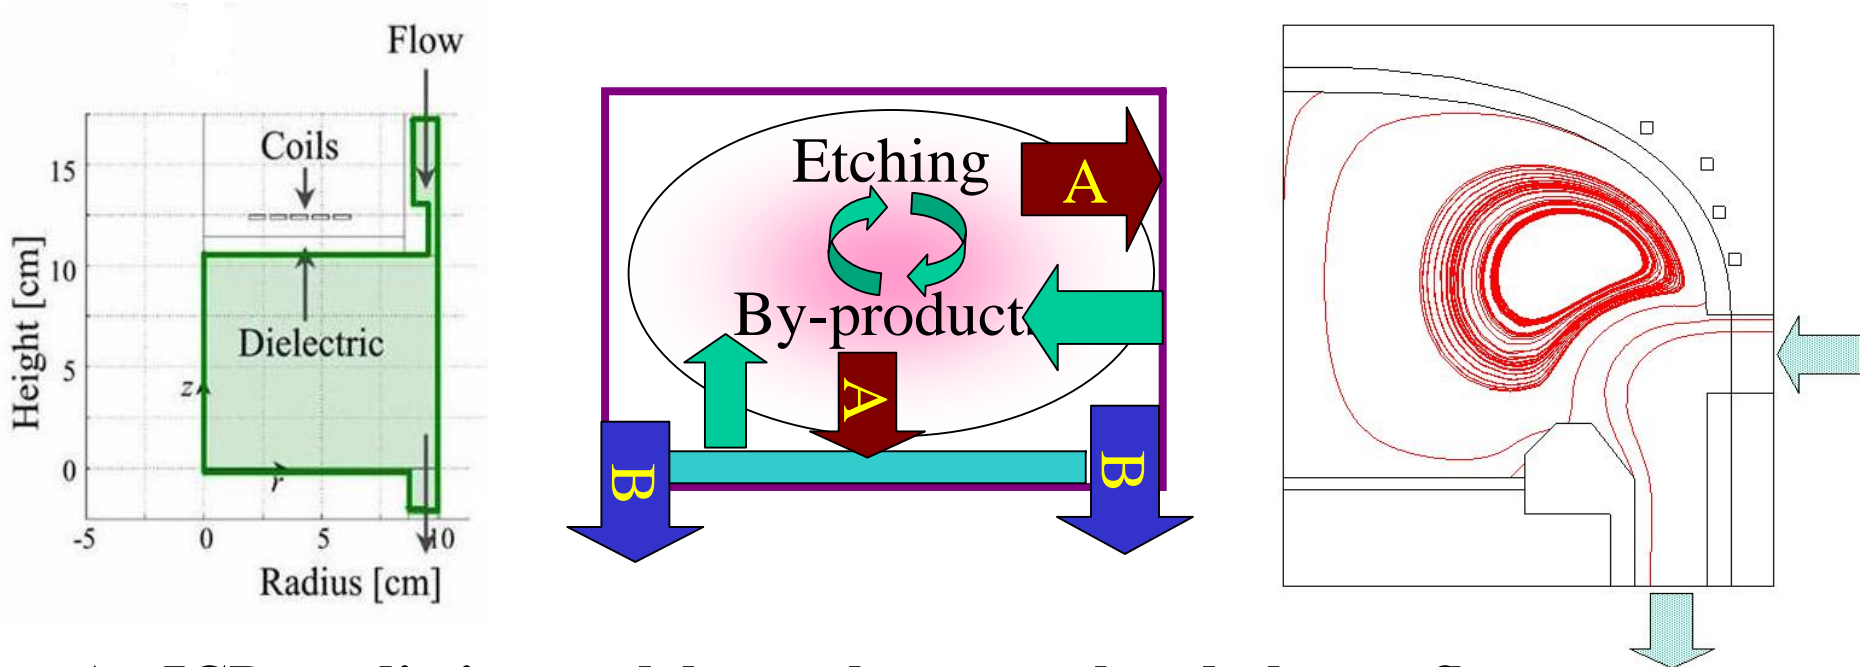 Flow
Coils
15
10
5
0
Height [cm]
Dielectric
z
r
-5 0 5 10
Radius [cm]
Etching
By-product
A
A
B
B